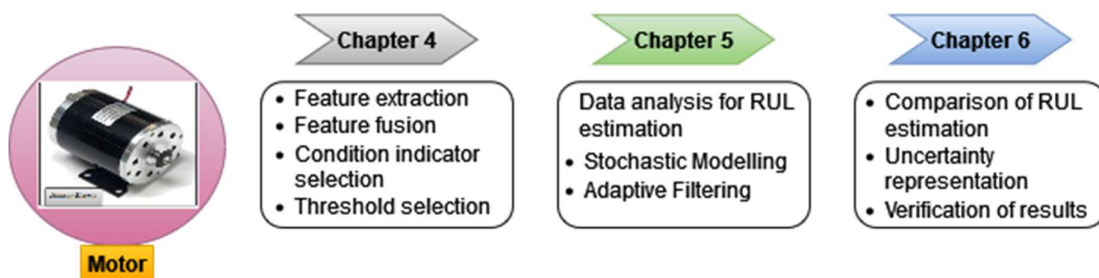 Chapter 4
Chapter 5
Chapter 6
• Feature extraction
• Feature fusion
• Condition indicator
selection
• Threshold selection
Data analysis for RUL
estimation
• Stochastic Modelling
• Adaptive Filtering
• Comparison of RUL
estimation
• Uncertainty
representation
• Verification of results
Motor